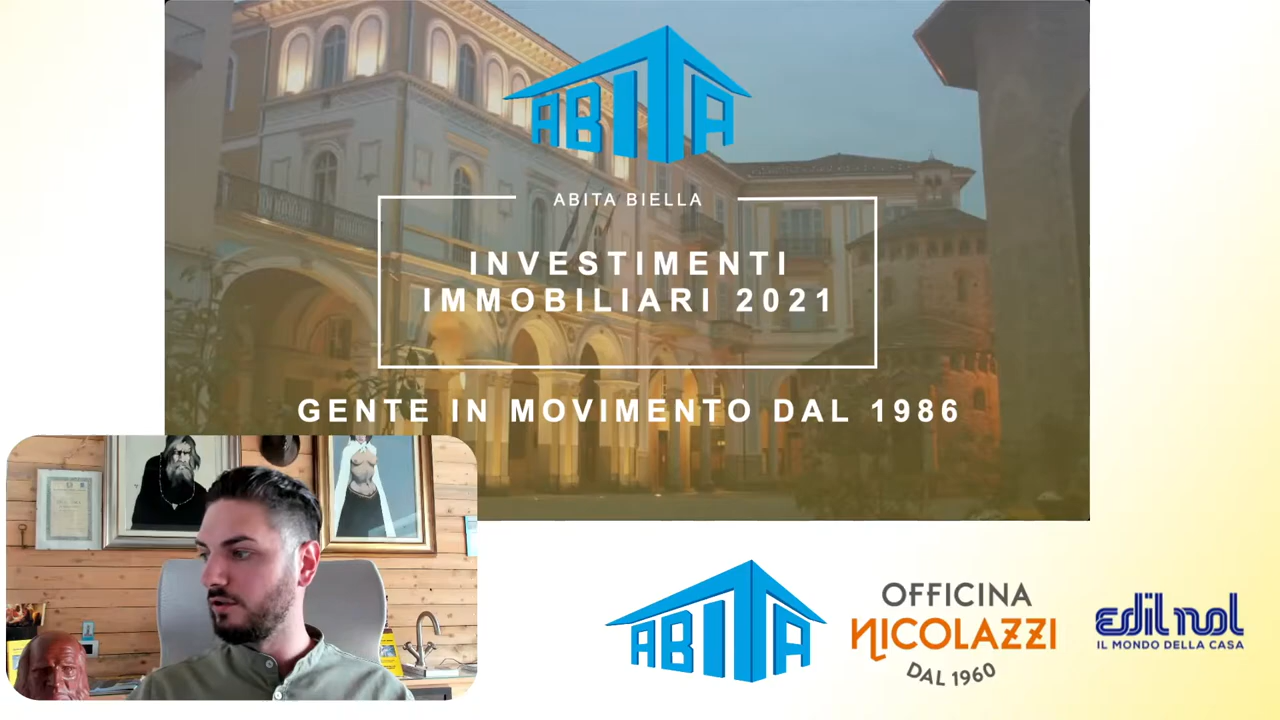 ABITA
ABITA BIELLA
INVESTIMENTI
IMMOBILIARI 2021
GENTE IN MOVIMENTO DAL 1986
ABITA
OFFICINA
NICOLAZZI
DAL 1960
edilnol
IL MONDO DELLA CASA